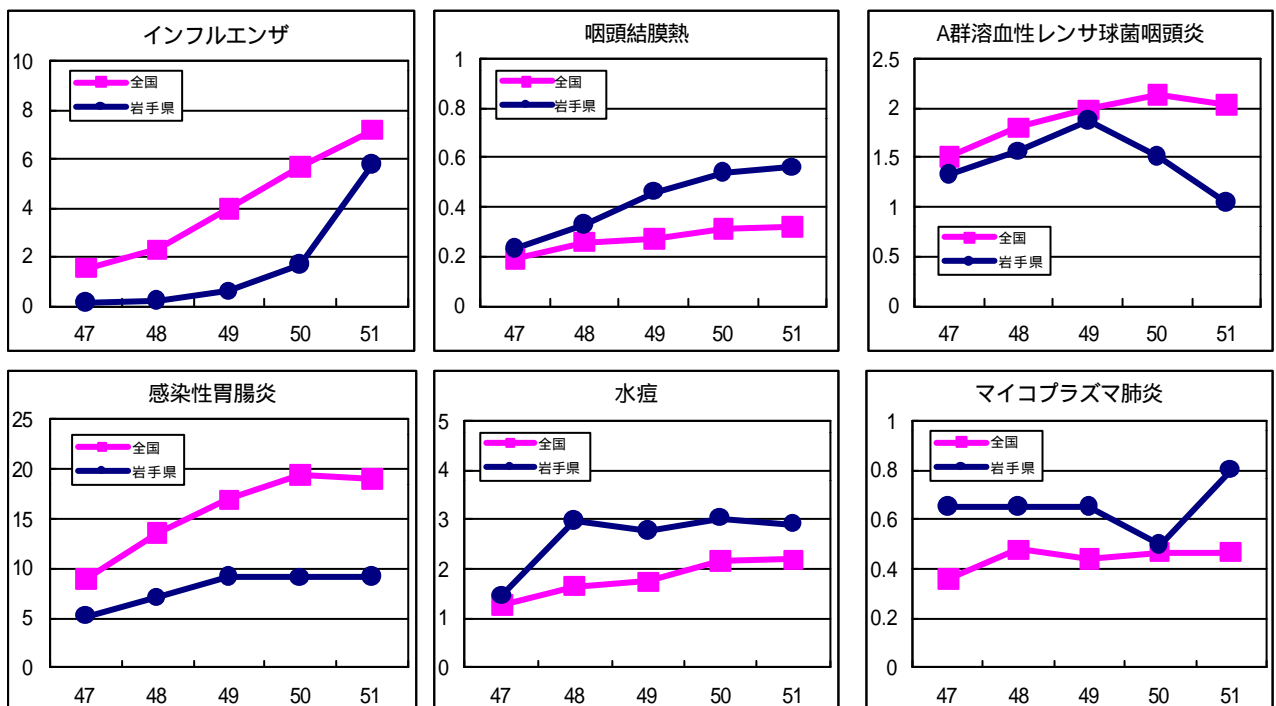 インフルエンザ
10
8
6
4
2
0
全国
岩手県
47 48 49 50 51
咽頭結膜熱
1
0.8
0.6
0.4
0.2
0
全国
岩手県
47 48 49 50 51
A群溶血性レンサ球菌咽頭炎
2.5
2
1.5
1
0.5
0
全国
岩手県
47 48 49 50 51
感染性胃腸炎
25
20
15
10
5
0
全国
岩手県
47 48 49 50 51
水痘
5
4
3
2
1
0
全国
岩手県
47 48 49 50 51
マイコプラズマ肺炎
1
0.8
0.6
0.4
0.2
0
全国
岩手県
47 48 49 50 51